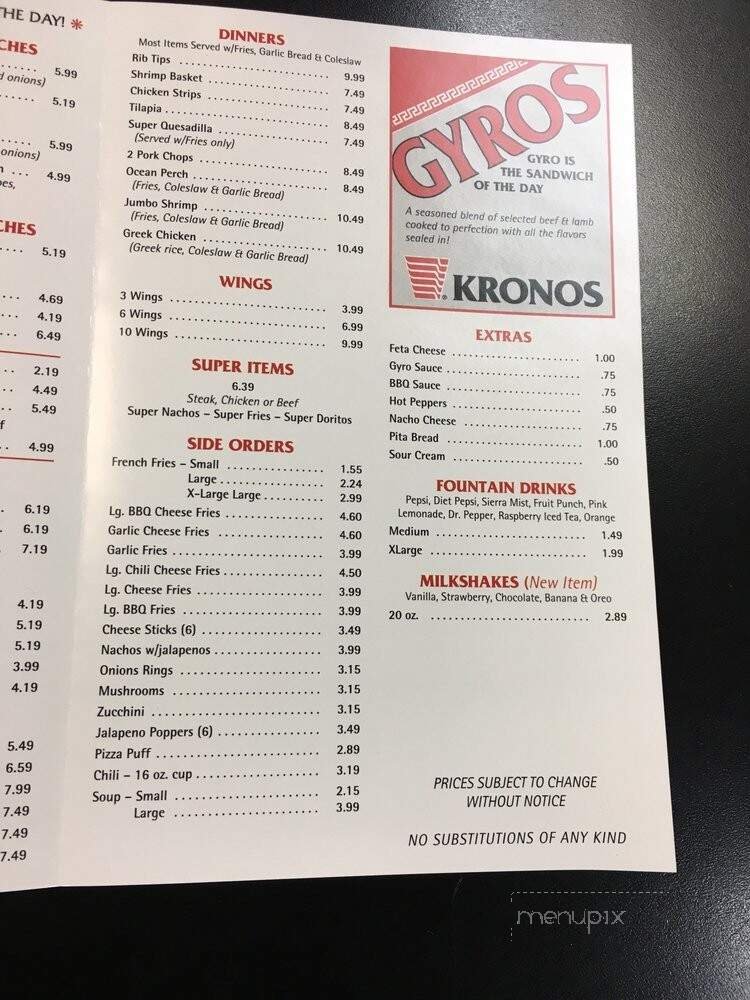 THE DAY! *
CHES
..... 5.99
d onions)
..... 5.19
..... 5.99
onions)
... 4.99
CHES
.... 5.19
... 4.69
... 4.19
... 6.49
.. 2.19
... 4.49
.. 5.49
f
.. 4.99
. 6.19
. 6.19
7.19
4.19
5.19
5.19
3.99
4.19
5.49
6.59
7.99
7.49
7.49
7.49
DINNERS
Most Items Served w/Fries, Garlic Bread & Coleslaw
Rib Tips ..... 9.99
Shrimp Basket ..... 7.49
Chicken Strips ..... 7.49
Tilapia ..... 8.49
Super Quesadilla ..... 7.49
(Served w/Fries only)
2 Pork Chops ..... 8.49
Ocean Perch ..... 8.49
(Fries, Coleslaw & Garlic Bread)
Jumbo Shrimp ..... 10.49
(Fries, Coleslaw & Garlic Bread)
Greek Chicken ..... 10.49
(Greek rice, Coleslaw & Garlic Bread)
WINGS
3 Wings ..... 3.99
6 Wings ..... 6.99
10 Wings ..... 9.99
SUPER ITEMS
6.39
Steak, Chicken or Beef
Super Nachos – Super Fries – Super Doritos
SIDE ORDERS
French Fries – Small ..... 1.55
Large ..... 2.24
X-Large Large ..... 2.99
Lg. BBQ Cheese Fries ..... 4.60
Garlic Cheese Fries ..... 4.60
Garlic Fries ..... 3.99
Lg. Chili Cheese Fries ..... 4.50
Lg. Cheese Fries ..... 3.99
Lg. BBQ Fries ..... 3.99
Cheese Sticks (6) ..... 3.49
Nachos w/jalapenos ..... 3.99
Onions Rings ..... 3.15
Mushrooms ..... 3.15
Zucchini ..... 3.15
Jalapeno Poppers (6) ..... 3.49
Pizza Puff ..... 2.89
Chili – 16 oz. cup ..... 3.19
Soup – Small ..... 2.15
Large ..... 3.99
GYROS
GYRO IS
THE SANDWICH
OF THE DAY
A seasoned blend of selected beef & lamb
cooked to perfection with all the flavors
sealed in!
KRONOS
EXTRAS
Feta Cheese ..... 1.00
Gyro Sauce ..... .75
BBQ Sauce ..... .75
Hot Peppers ..... .50
Nacho Cheese ..... .75
Pita Bread ..... 1.00
Sour Cream ..... .50
FOUNTAIN DRINKS
Pepsi, Diet Pepsi, Sierra Mist, Fruit Punch, Pink
Lemonade, Dr. Pepper, Raspberry Iced Tea, Orange
Medium ..... 1.49
XLarge ..... 1.99
MILKSHAKES (New Item)
Vanilla, Strawberry, Chocolate, Banana & Oreo
20 oz. ..... 2.89
PRICES SUBJECT TO CHANGE
WITHOUT NOTICE
NO SUBSTITUTIONS OF ANY KIND
menupix